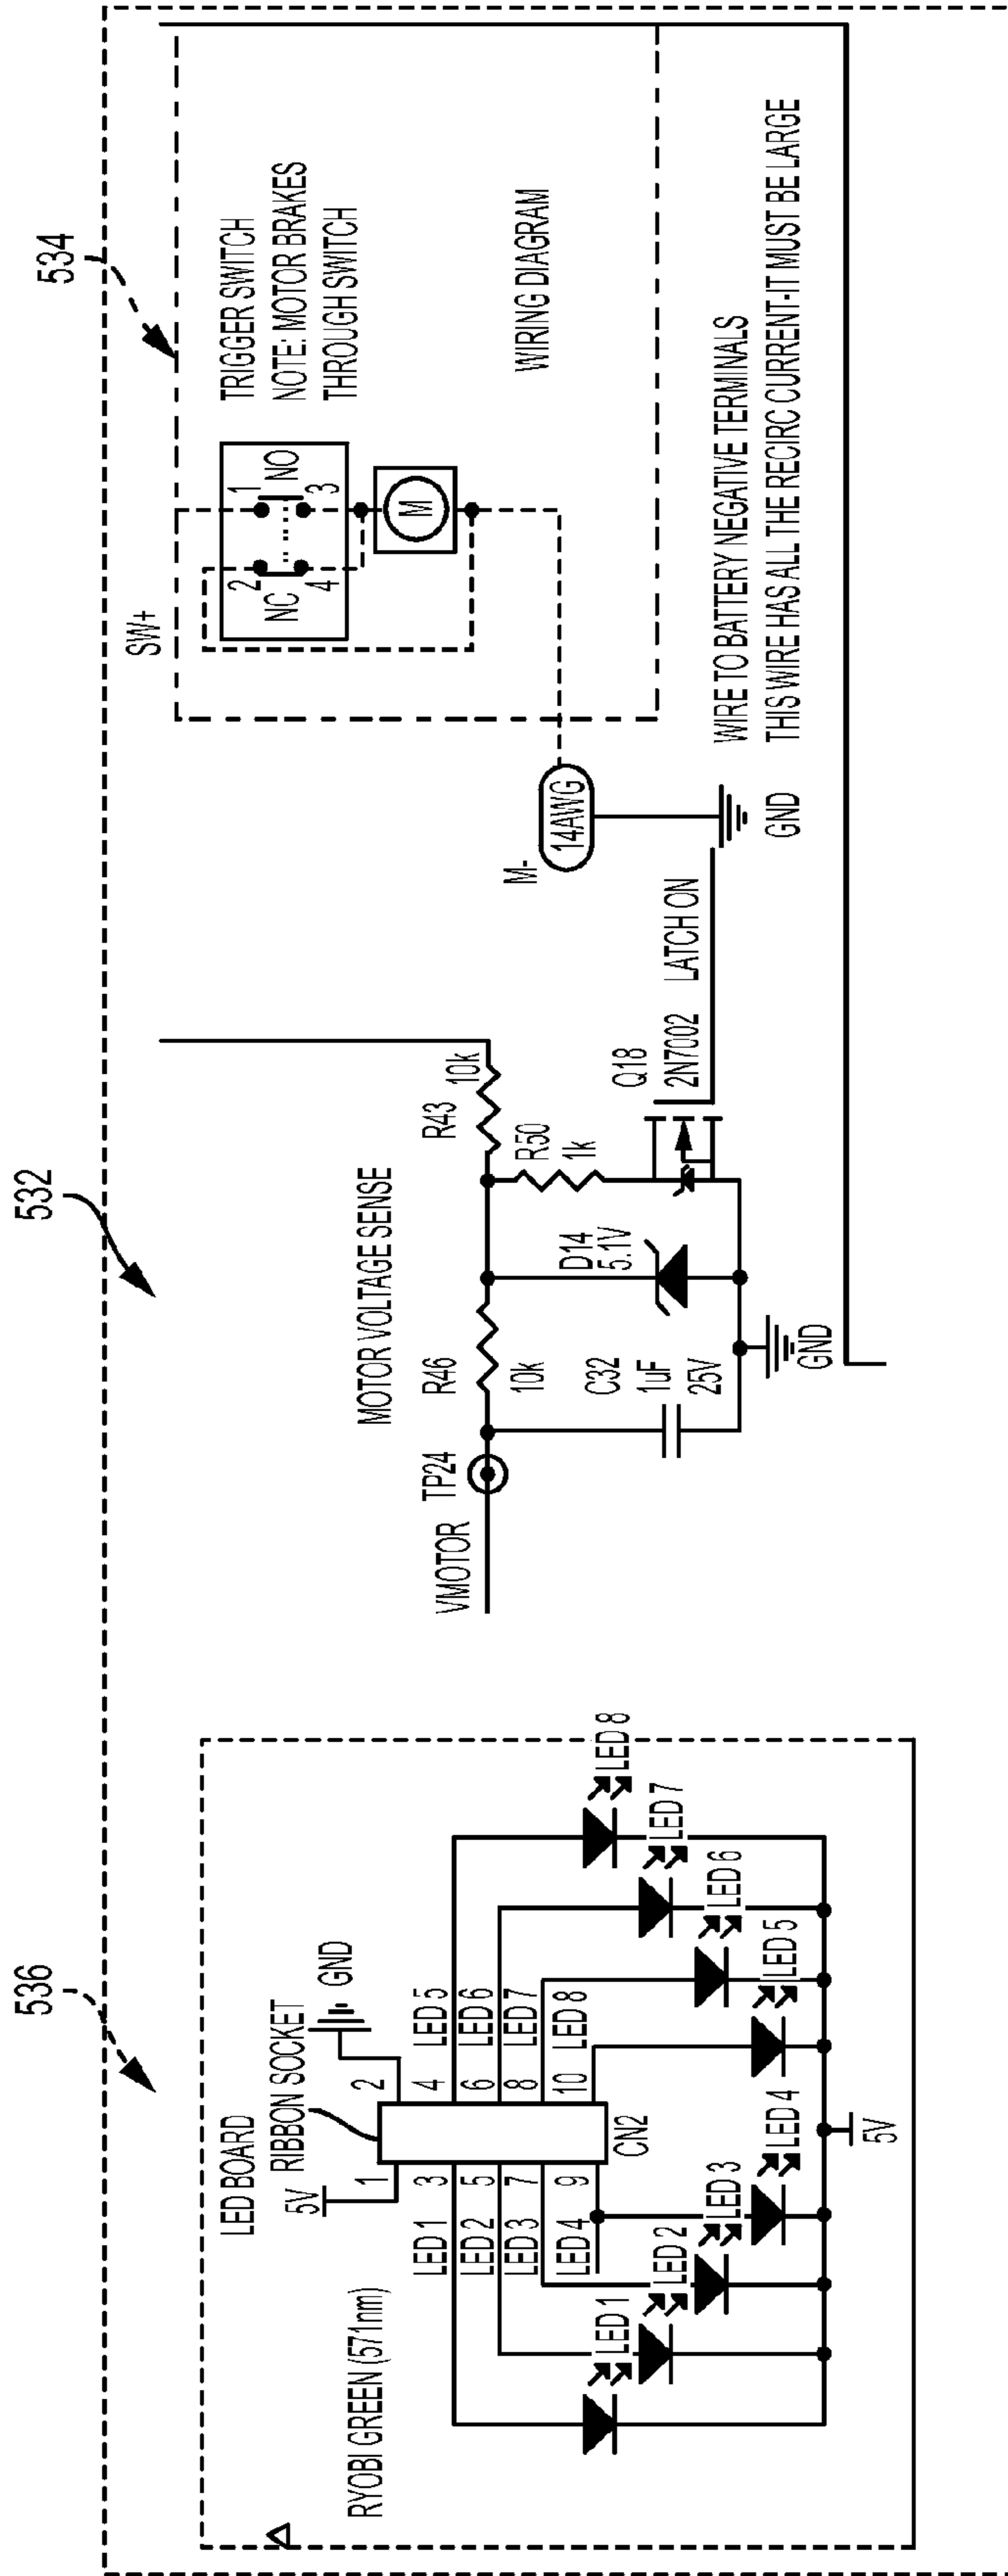 536
532
534
LED BOARD
RIBBON SOCKET
RYOBI GREEN (571nm)
5V
GND
1
2
3
4
5
6
7
8
9
10
LED 1
LED 2
LED 3
LED 4
LED 5
LED 6
LED 7
LED 8
CN2
LED 1
LED 2
LED 3
LED 4
LED 5
LED 6
LED 7
LED 8
5V
MOTOR VOLTAGE SENSE
VMOTOR
TP24
R46
10k
R43
10k
C32
1uF
25V
D14
5.1V
R50
1k
Q18
2N7002
LATCH ON
GND
SW+
TRIGGER SWITCH
NOTE: MOTOR BRAKES
THROUGH SWITCH
2
1
NC
NO
4
3
M
WIRING DIAGRAM
M-
14AWG
GND
WIRE TO BATTERY NEGATIVE TERMINALS
THIS WIRE HAS ALL THE RECIRC CURRENT-IT MUST BE LARGE